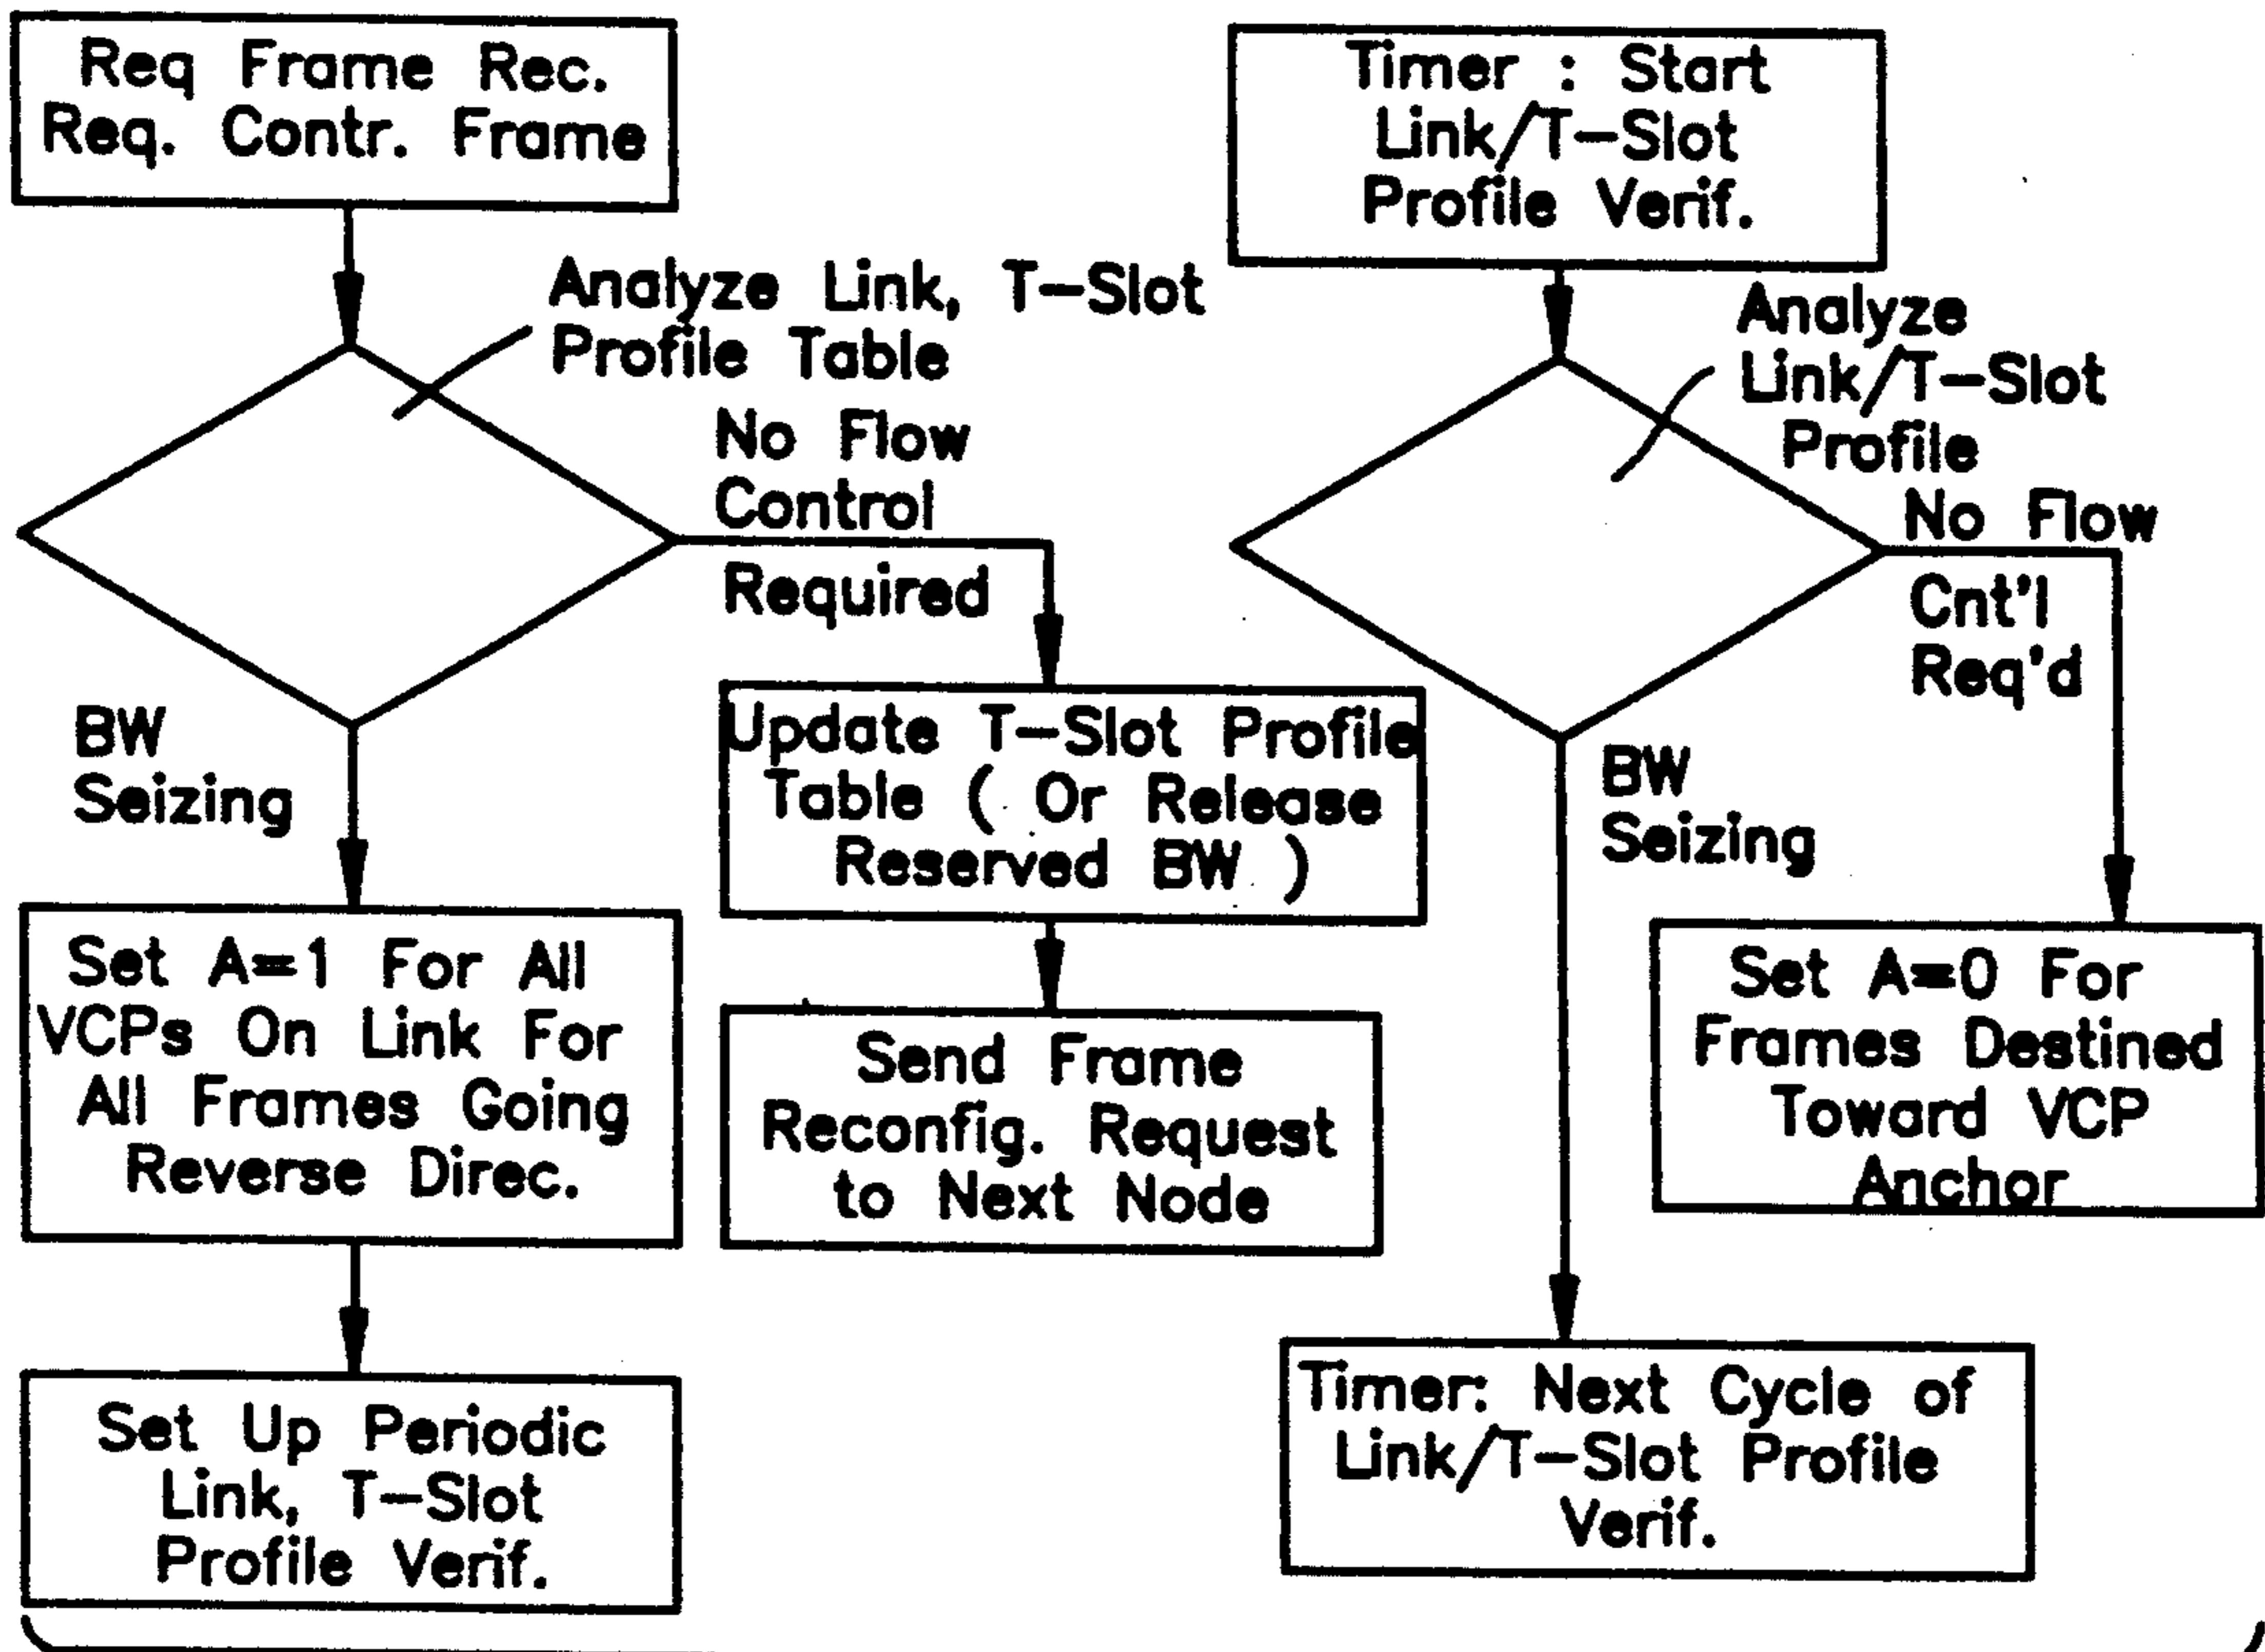 Req Frame Rec.
Req. Contr. Frame
Analyze Link, T-Slot
Profile Table
No Flow
Control
Required
BW
Seizing
Update T-Slot Profile
Table ( Or Release
Reserved BW )
Set A=1 For All
VCPs On Link For
All Frames Going
Reverse Direc.
Send Frame
Reconfig. Request
to Next Node
Set Up Periodic
Link, T-Slot
Profile Verif.
Timer : Start
Link/T-Slot
Profile Verif.
Analyze
Link/T-Slot
Profile
No Flow
Cnt'l
Req'd
BW
Seizing
Set A=0 For
Frames Destined
Toward VCP
Anchor
Timer: Next Cycle of
Link/T-Slot Profile
Verif.